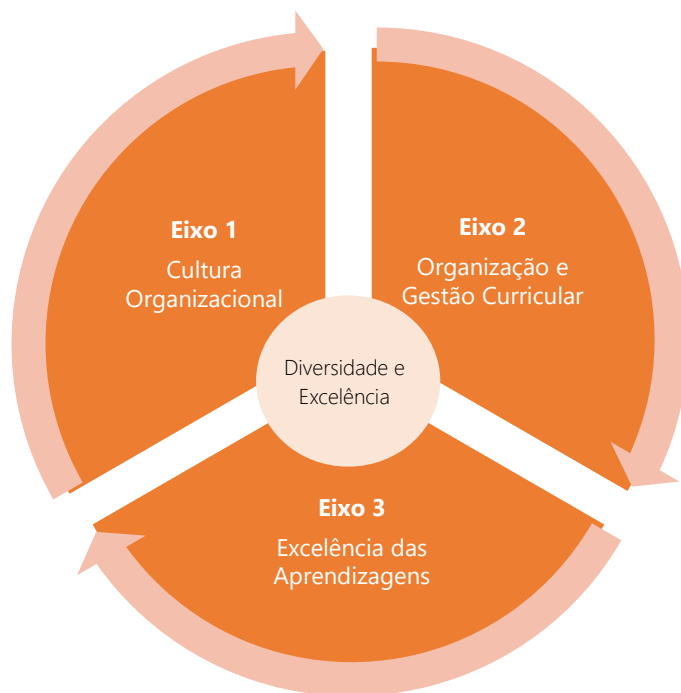 Eixo 1
Cultura
Organizacional
Eixo 2
Organização e
Gestão Curricular
Diversidade e
Excelência
Eixo 3
Excelência das
Aprendizagens